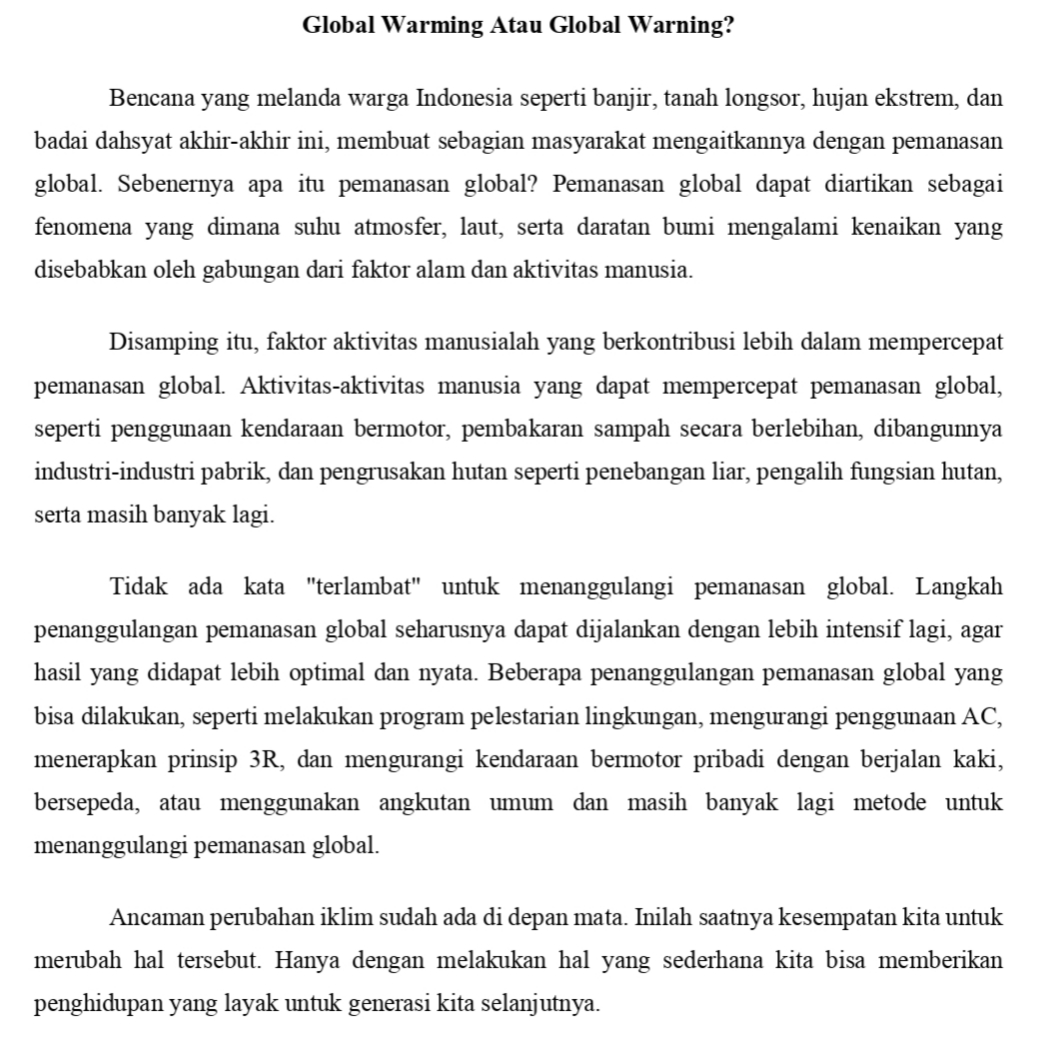 Global Warming Atau Global Warning?
Bencana yang melanda warga Indonesia seperti banjir, tanah longsor, hujan ekstrem, dan
badai dahsyat akhir-akhir ini, membuat sebagian masyarakat mengaitkannya dengan pemanasan
global. Sebenernya apa itu pemanasan global? Pemanasan global dapat diartikan sebagai
fenomena yang dimana suhu atmosfer, laut, serta daratan bumi mengalami kenaikan yang
disebabkan oleh gabungan dari faktor alam dan aktivitas manusia.
Disamping itu, faktor aktivitas manusialah yang berkontribusi lebih dalam mempercepat
pemanasan global. Aktivitas-aktivitas manusia yang dapat mempercepat pemanasan global,
seperti penggunaan kendaraan bermotor, pembakaran sampah secara berlebihan, dibangunnya
industri-industri pabrik, dan pengrusakan hutan seperti penebangan liar, pengalih fungsian hutan,
serta masih banyak lagi.
Tidak ada kata "terlambat" untuk menanggulangi pemanasan global. Langkah
penanggulangan pemanasan global seharusnya dapat dijalankan dengan lebih intensif lagi, agar
hasil yang didapat lebih optimal dan nyata. Beberapa penanggulangan pemanasan global yang
bisa dilakukan, seperti melakukan program pelestarian lingkungan, mengurangi penggunaan AC,
menerapkan prinsip 3R, dan mengurangi kendaraan bermotor pribadi dengan berjalan kaki,
bersepeda, atau menggunakan angkutan umum dan masih banyak lagi metode untuk
menanggulangi pemanasan global.
Ancaman perubahan iklim sudah ada di depan mata. Inilah saatnya kesempatan kita untuk
merubah hal tersebut. Hanya dengan melakukan hal yang sederhana kita bisa memberikan
penghidupan yang layak untuk generasi kita selanjutnya.